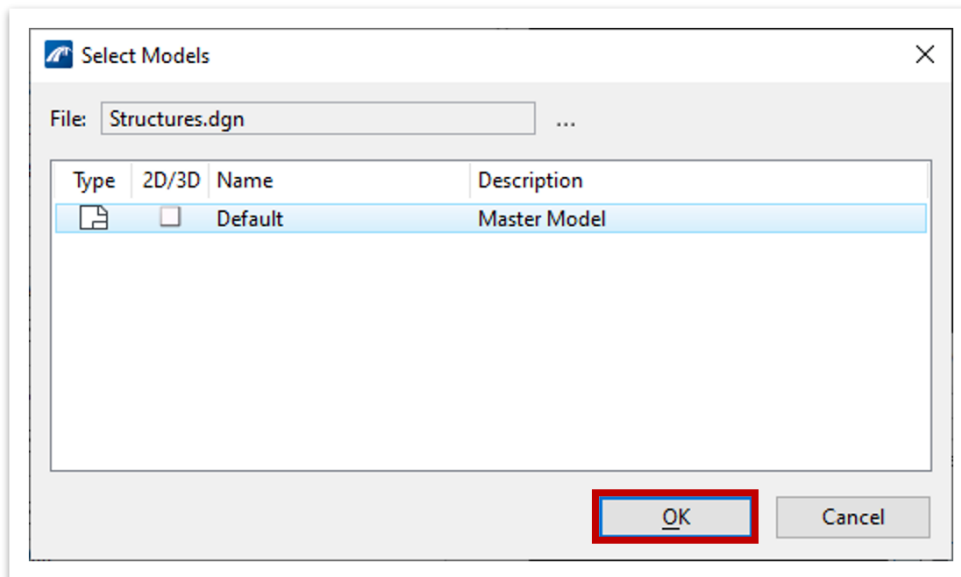 Select Models
File: Structures.dgn ...
Type 2D/3D Name Description
Default Master Model
OK Cancel